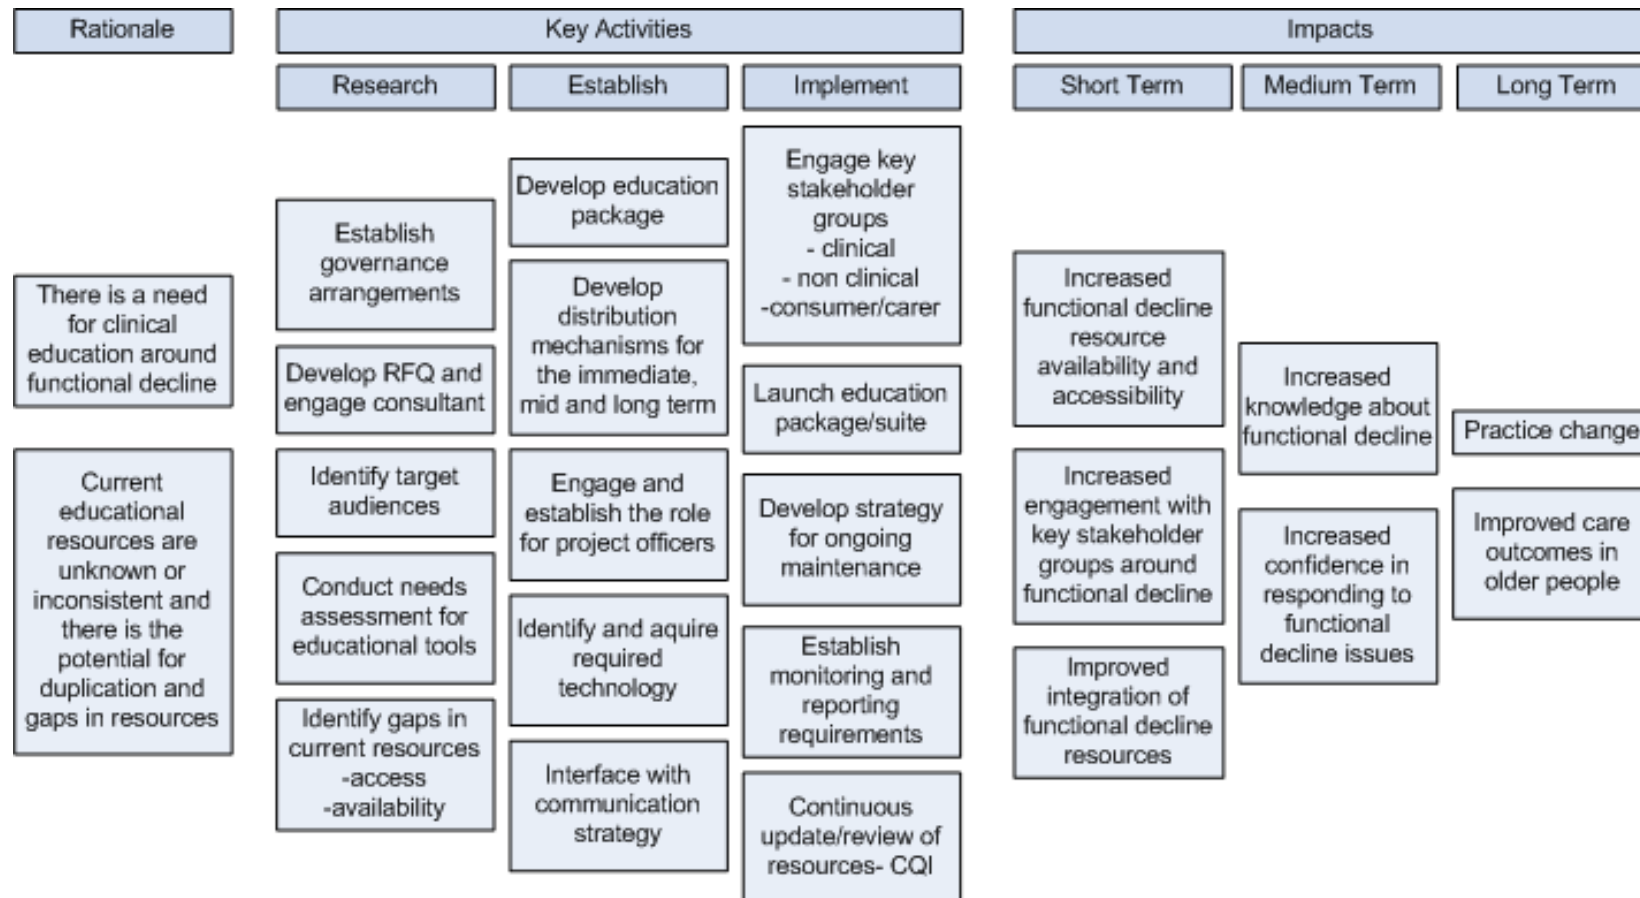 Rationale
Key Activities
Impacts
Research
Establish
Implement
Short Term
Medium Term
Long Term
There is a need
for clinical
education around
functional decline
Current
educational
resources are
unknown or
inconsistent and
there is the
potential for
duplication and
gaps in resources
Establish
governance
arrangements
Develop RFQ and
engage consultant
Identify target
audiences
Conduct needs
assessment for
educational tools
Identify gaps in
current resources
-access
-availability
Develop education
package
Develop
distribution
mechanisms for
the immediate,
mid and long term
Engage and
establish the role
for project officers
Identify and aquire
required
technology
Interface with
communication
strategy
Engage key
stakeholder
groups
- clinical
- non clinical
-consumer/carer
Launch education
package/suite
Develop strategy
for ongoing
maintenance
Establish
monitoring and
reporting
requirements
Continuous
update/review of
resources- CQI
Increased
functional decline
resource
availability and
accessibility
Increased
engagement with
key stakeholder
groups around
functional decline
Improved
integration of
functional decline
resources
Increased
knowledge about
functional decline
Increased
confidence in
responding to
functional
decline issues
Practice change
Improved care
outcomes in
older people